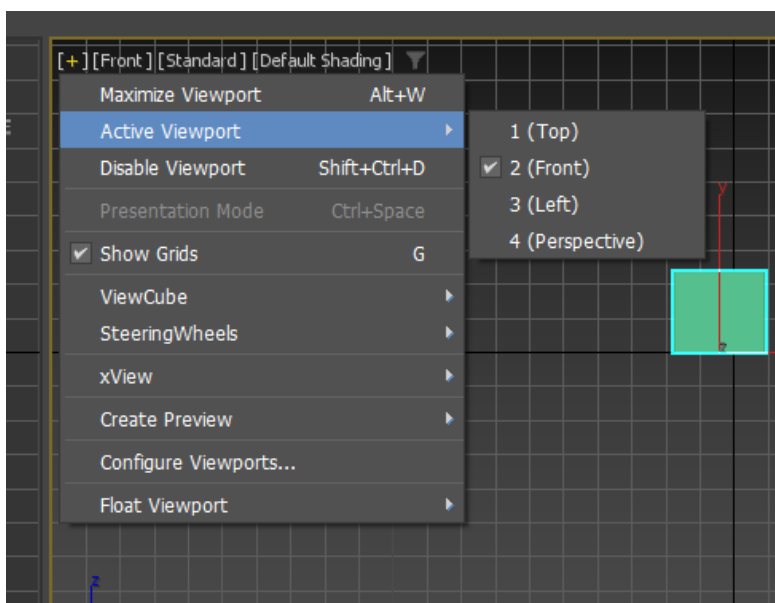 [+][Front][Standard][Default Shading]
Maximize Viewport Alt+W
Active Viewport
Disable Viewport Shift+Ctrl+D
Presentation Mode Ctrl+Space
Show Grids G
ViewCube
SteeringWheels
xView
Create Preview
Configure Viewports...
Float Viewport
1 (Top)
2 (Front)
3 (Left)
4 (Perspective)
y
z